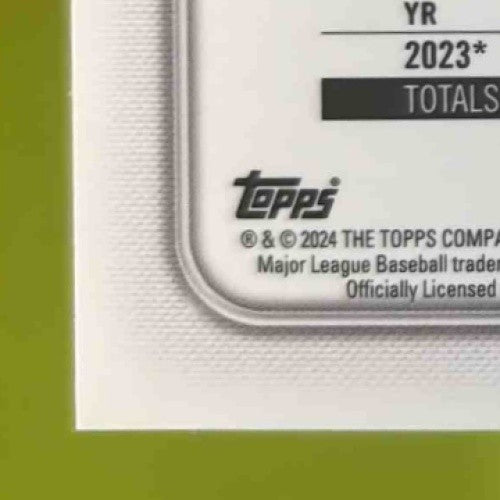 YR
2023*
TOTALS
Topps
® & © 2024 THE TOPPS COMPA
Major League Baseball trader
Officially Licensed